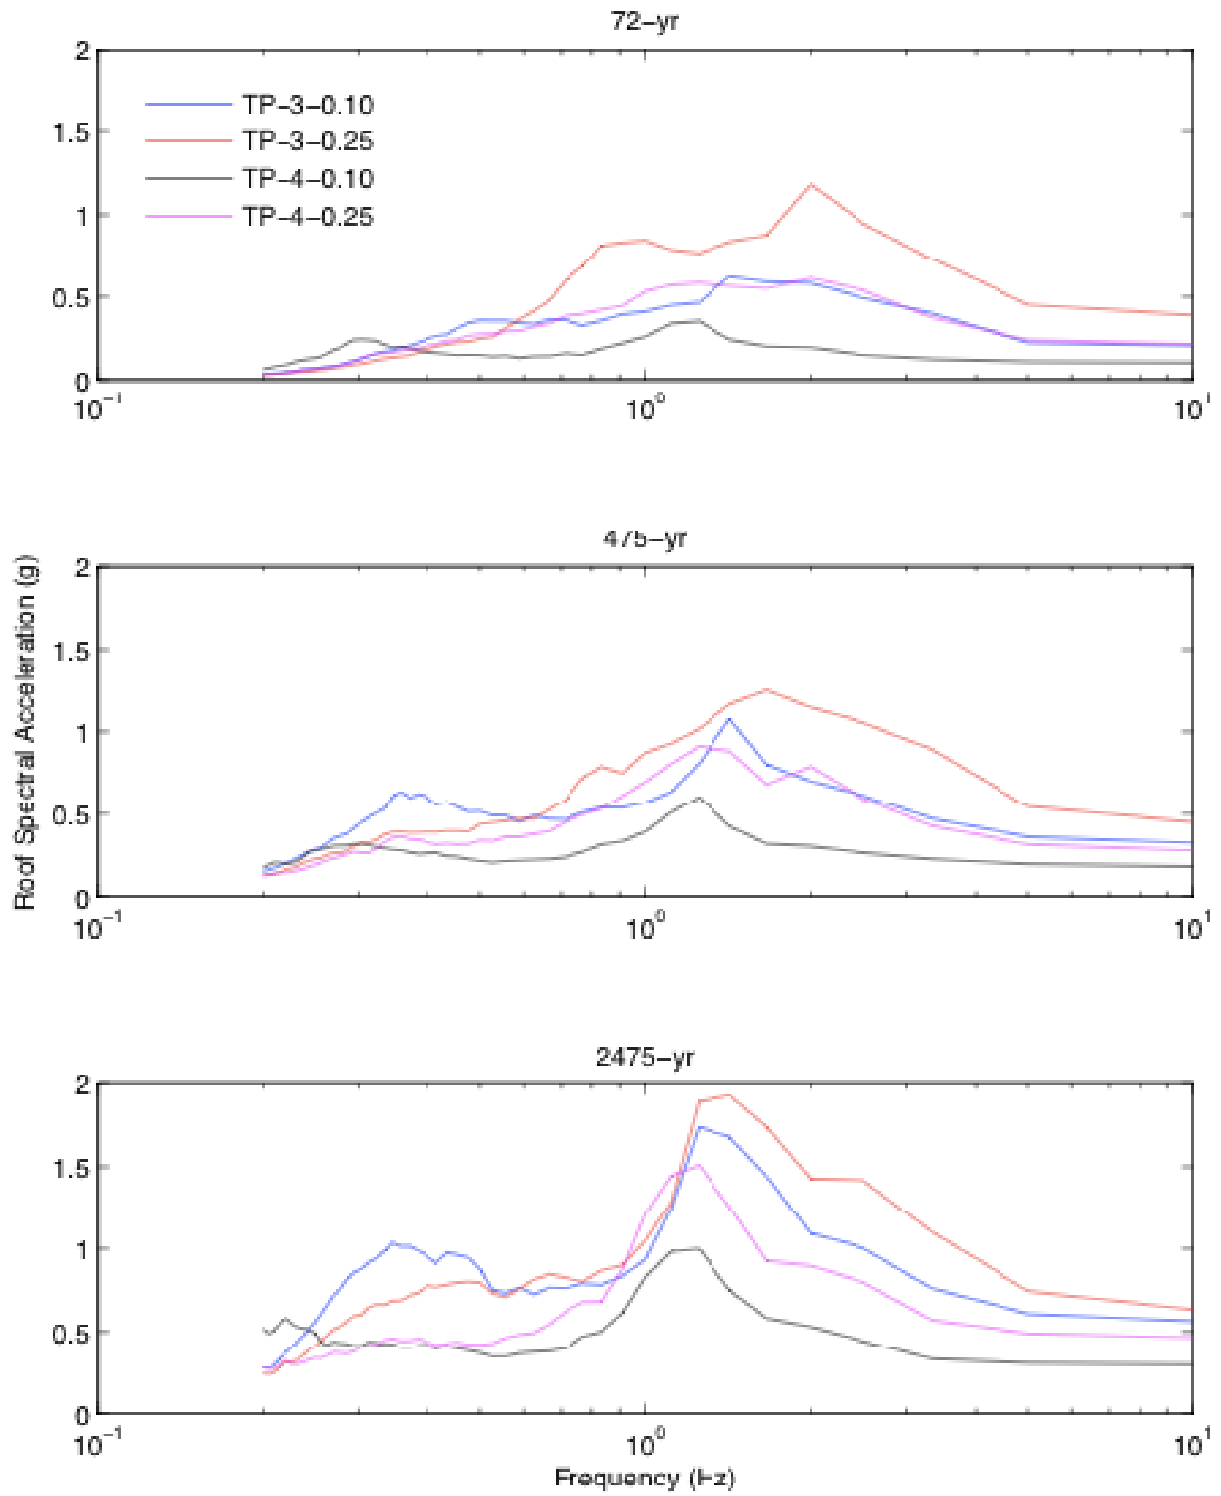 72-yr
2
1.5
1
0.5
0
TP-3-0.10
TP-3-0.25
TP-4-0.10
TP-4-0.25
10⁻¹ 10⁰ 10¹
475-yr
2
1.5
1
0.5
0
10⁻¹ 10⁰ 10¹
Roof Spectral Acceleration (g)
2475-yr
2
1.5
1
0.5
0
10⁻¹ 10⁰ 10¹
Frequency (Hz)